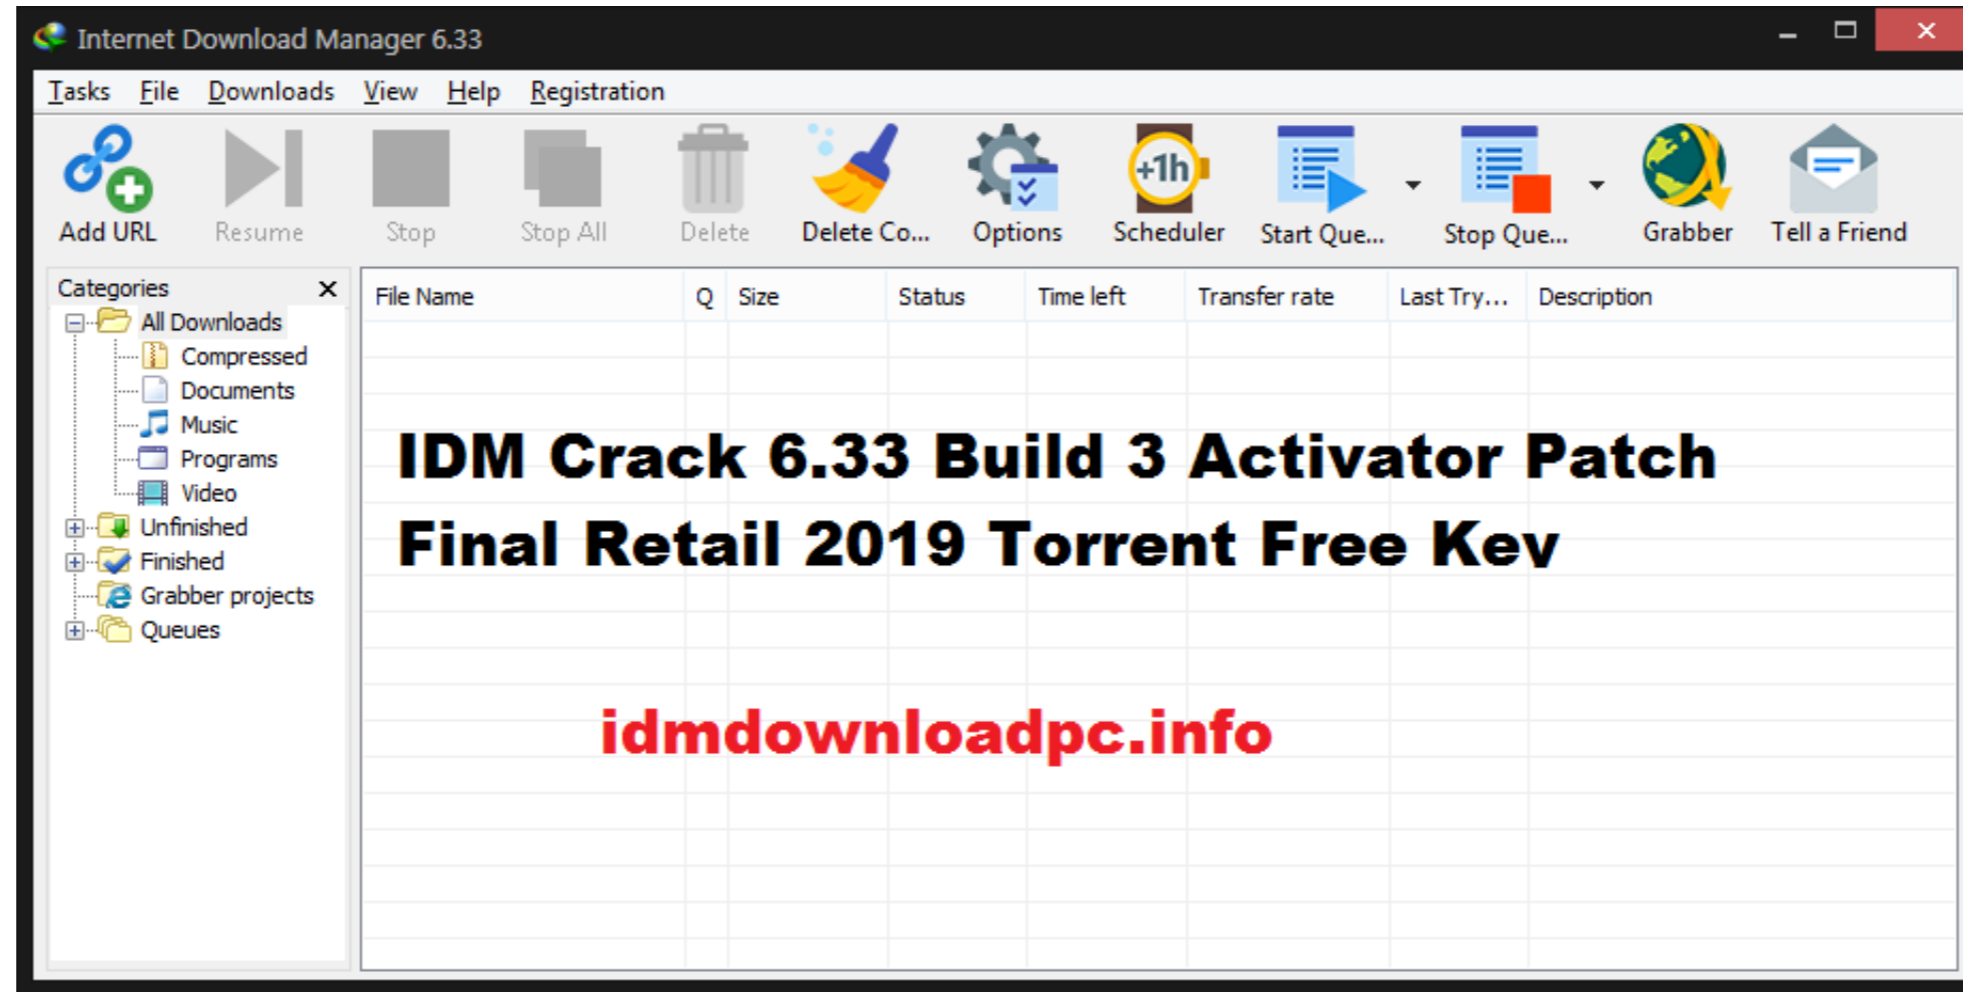 Internet Download Manager 6.33
Tasks File Downloads View Help Registration
+1h
Add URL Resume Stop Stop All Delete Delete Co... Options Scheduler Start Que... Stop Que... Grabber Tell a Friend
Categories
File Name Q Size Status Time left Transfer rate Last Try... Description
All Downloads
Compressed
Documents
Music
Programs
Video
Unfinished
Finished
Grabber projects
Queues
IDM Crack 6.33 Build 3 Activator Patch
Final Retail 2019 Torrent Free Key
idmdownloadpc.info